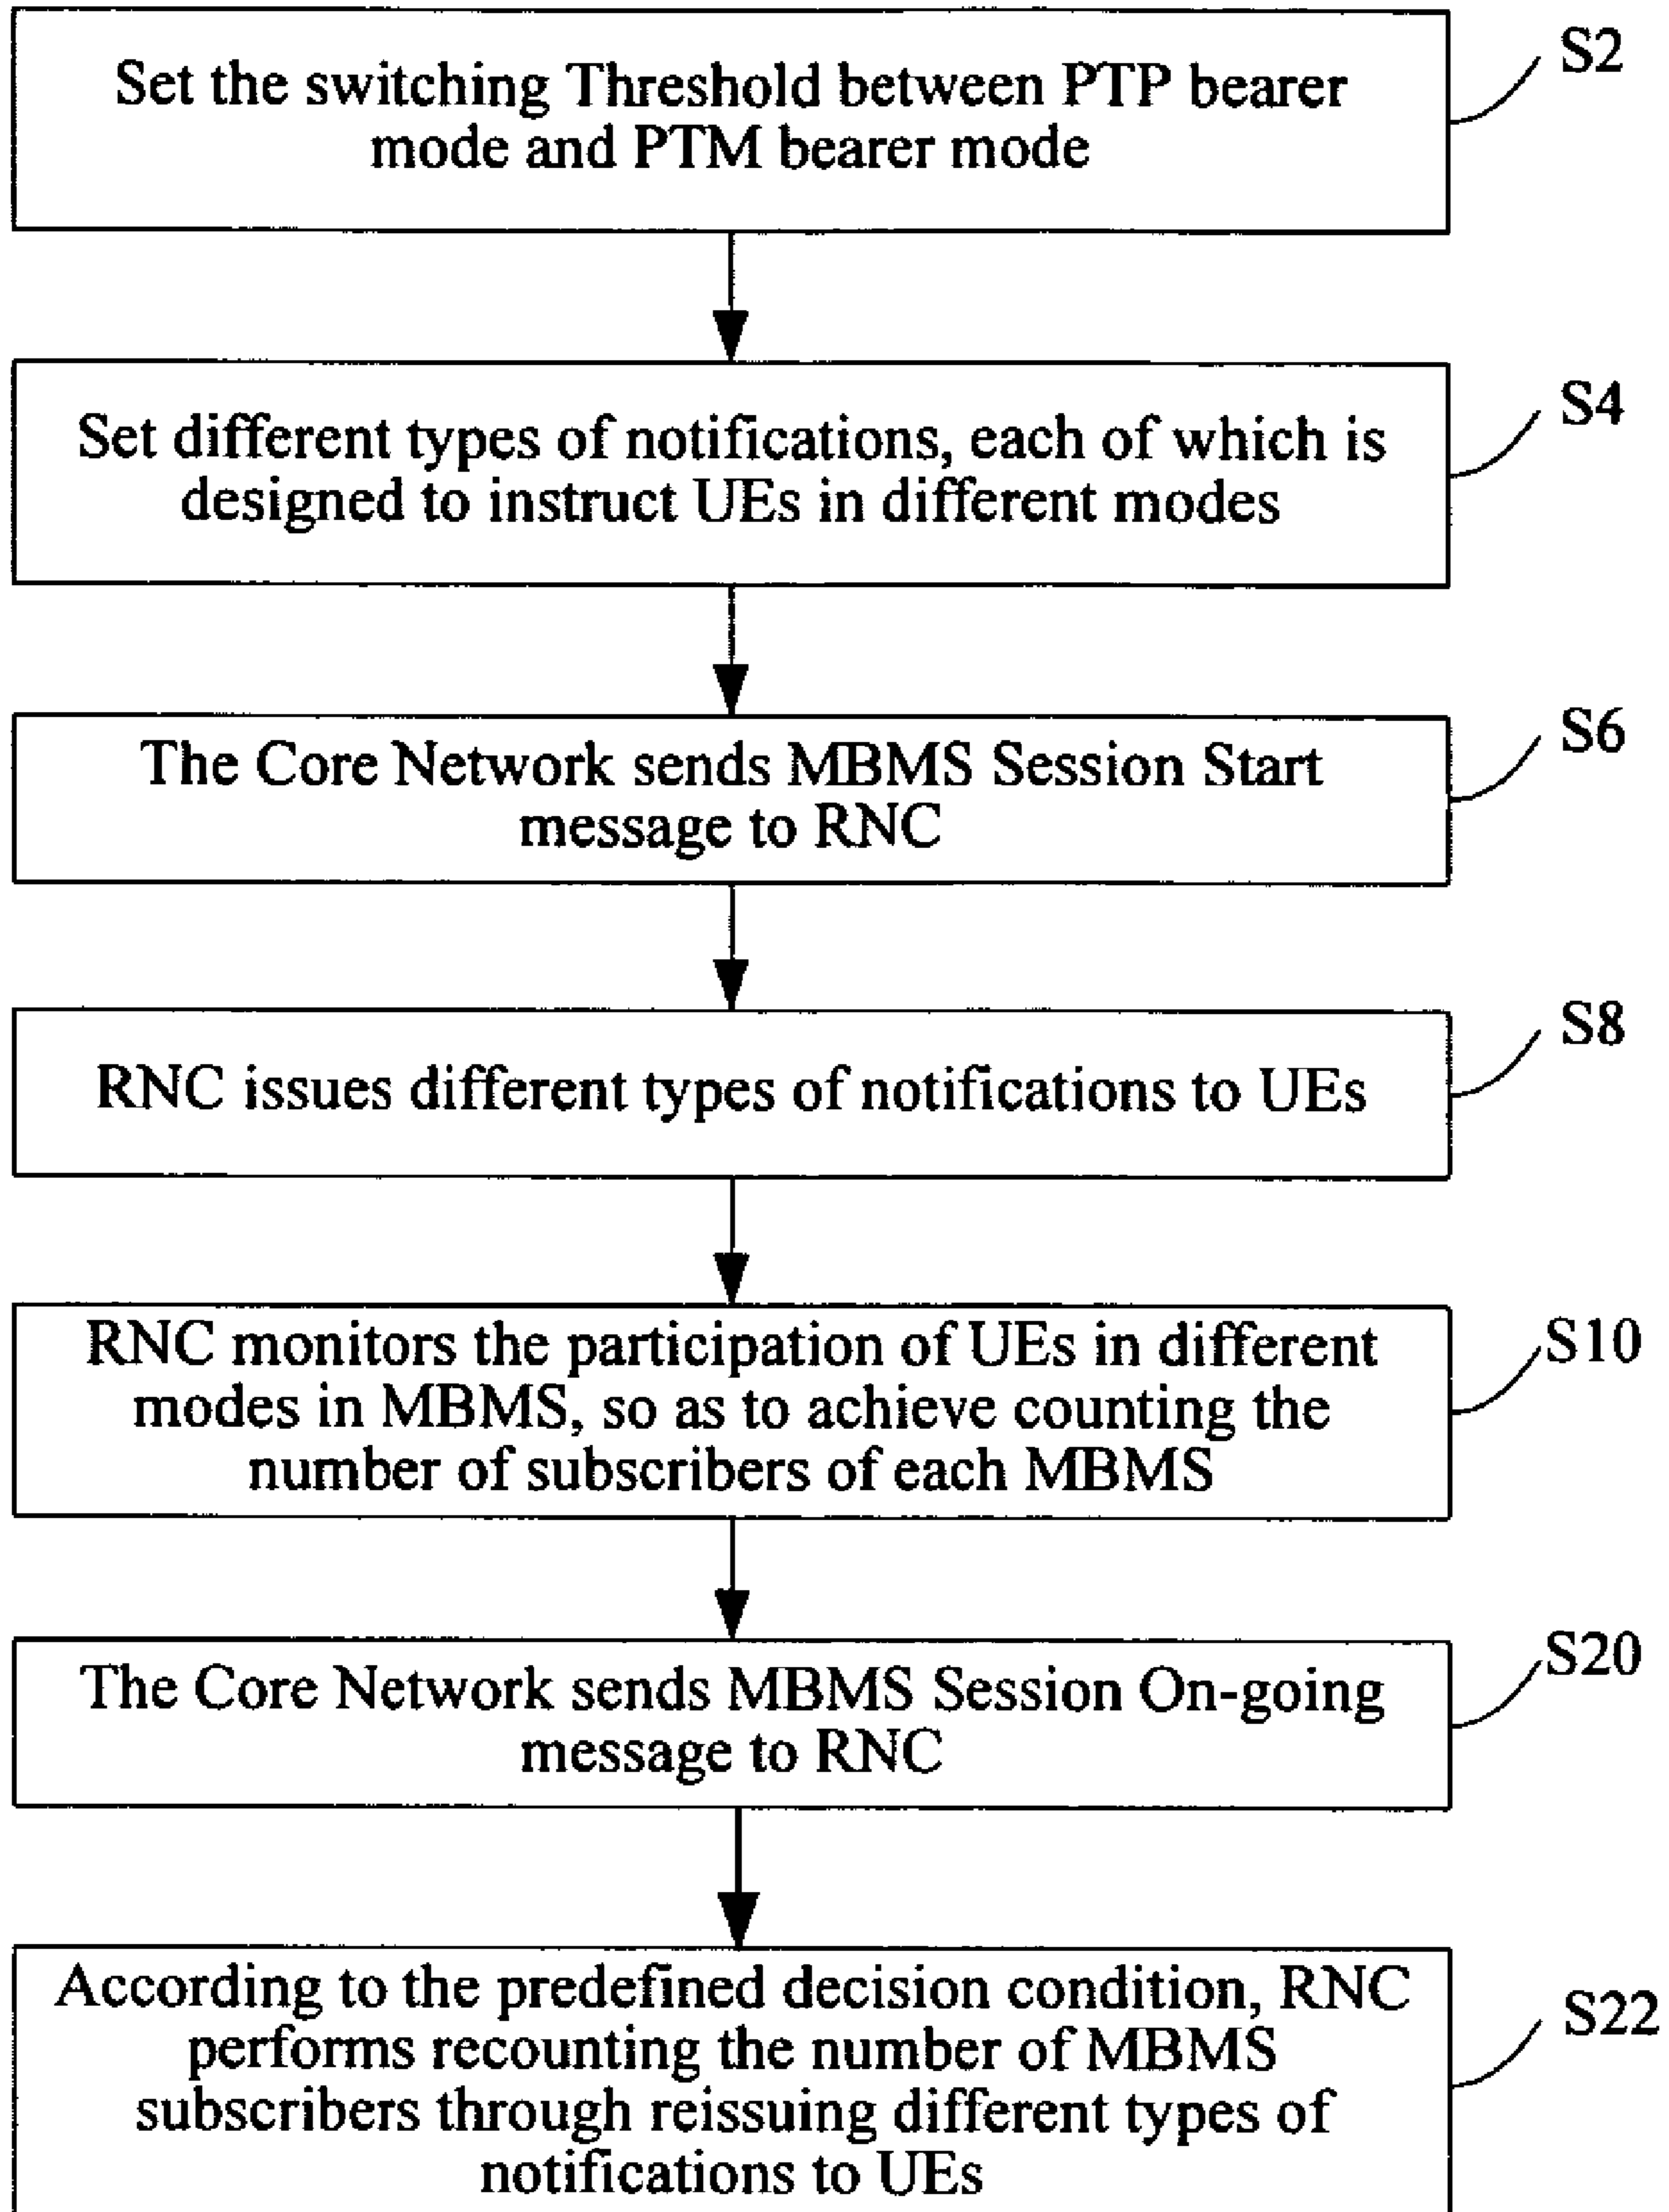 Set the switching Threshold between PTP bearer
mode and PTM bearer mode
S2
Set different types of notifications, each of which is
designed to instruct UEs in different modes
S4
The Core Network sends MBMS Session Start
message to RNC
S6
RNC issues different types of notifications to UEs
S8
RNC monitors the participation of UEs in different
modes in MBMS, so as to achieve counting the
number of subscribers of each MBMS
S10
The Core Network sends MBMS Session On-going
message to RNC
S20
According to the predefined decision condition, RNC
performs recounting the number of MBMS
subscribers through reissuing different types of
notifications to UEs
S22